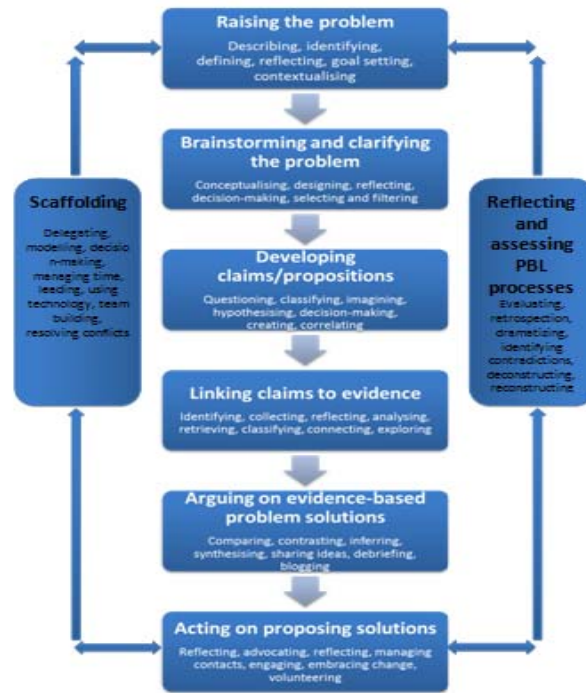 Raising the problem
Describing, identifying,
defining, reflecting, goal setting,
contextualising
Brainstorming and clarifying
the problem
Conceptualising, designing, reflecting,
decision-making, selecting and filtering
Scaffolding
Delegating,
modelling, decisio
n-making,
managing time,
leading, using
technology, team
building,
resolving conflicts
Developing
claims/propositions
Questioning, classifying, imagining,
hypothesising, decision-making,
creating, correlating
Reflecting
and
assessing
PBL
processes
Evaluating,
retrospection,
dramatizing,
identifying
contradictions,
deconstructing,
reconstructing
Linking claims to evidence
Identifying, collecting, reflecting, analysing,
retrieving, classifying, connecting, exploring
Arguing on evidence-based
problem solutions
Comparing, contrasting, inferring,
synthesising, sharing ideas, debriefing,
blogging
Acting on proposing solutions
Reflecting, advocating, reflecting, managing
contacts, engaging, embracing change,
volunteering